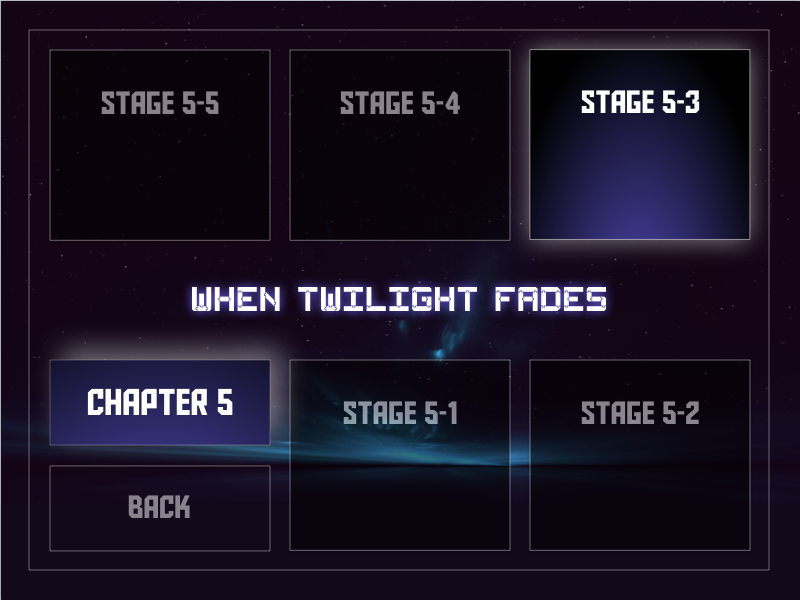 STAGE 5-5
STAGE 5-4
STAGE 5-3
WHEN TWILIGHT FADES
CHAPTER 5
STAGE 5-1
STAGE 5-2
BACK